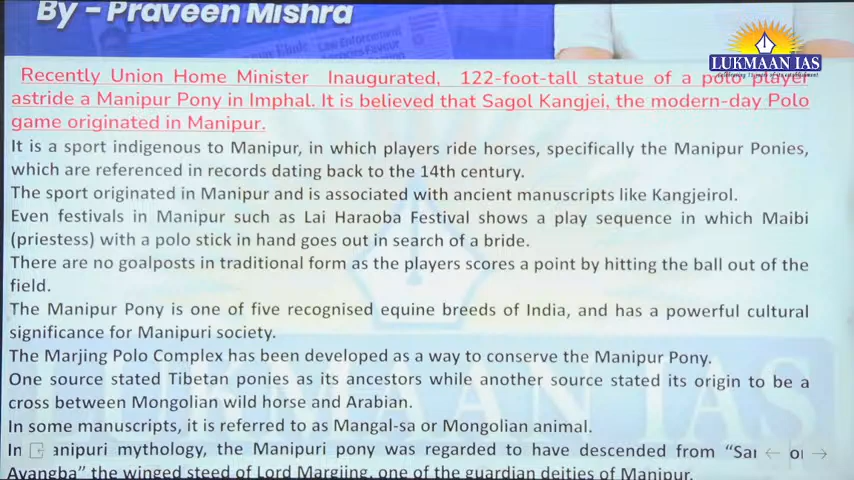 By – Praveen Mishra
Law Enforcement
LUKMAAN IAS
Recently Union Home Minister Inaugurated, 122-foot-tall statue of a polo player
astride a Manipur Pony in Imphal. It is believed that Sagol Kangjei, the modern-day Polo
game originated in Manipur.
It is a sport indigenous to Manipur, in which players ride horses, specifically the Manipur Ponies,
which are referenced in records dating back to the 14th century.
The sport originated in Manipur and is associated with ancient manuscripts like Kangjeirol.
Even festivals in Manipur such as Lai Haraoba Festival shows a play sequence in which Maibi
(priestess) with a polo stick in hand goes out in search of a bride.
There are no goalposts in traditional form as the players scores a point by hitting the ball out of the
field.
The Manipur Pony is one of five recognised equine breeds of India, and has a powerful cultural
significance for Manipuri society.
The Marjing Polo Complex has been developed as a way to conserve the Manipur Pony.
One source stated Tibetan ponies as its ancestors while another source stated its origin to be a
cross between Mongolian wild horse and Arabian.
In some manuscripts, it is referred to as Mangal-sa or Mongolian animal.
In anipuri mythology, the Manipuri pony was regarded to have descended from
Ayangba" the winged steed of Lord Margjing, one of the guardian deities of Manipur.
LUKMAAN IAS